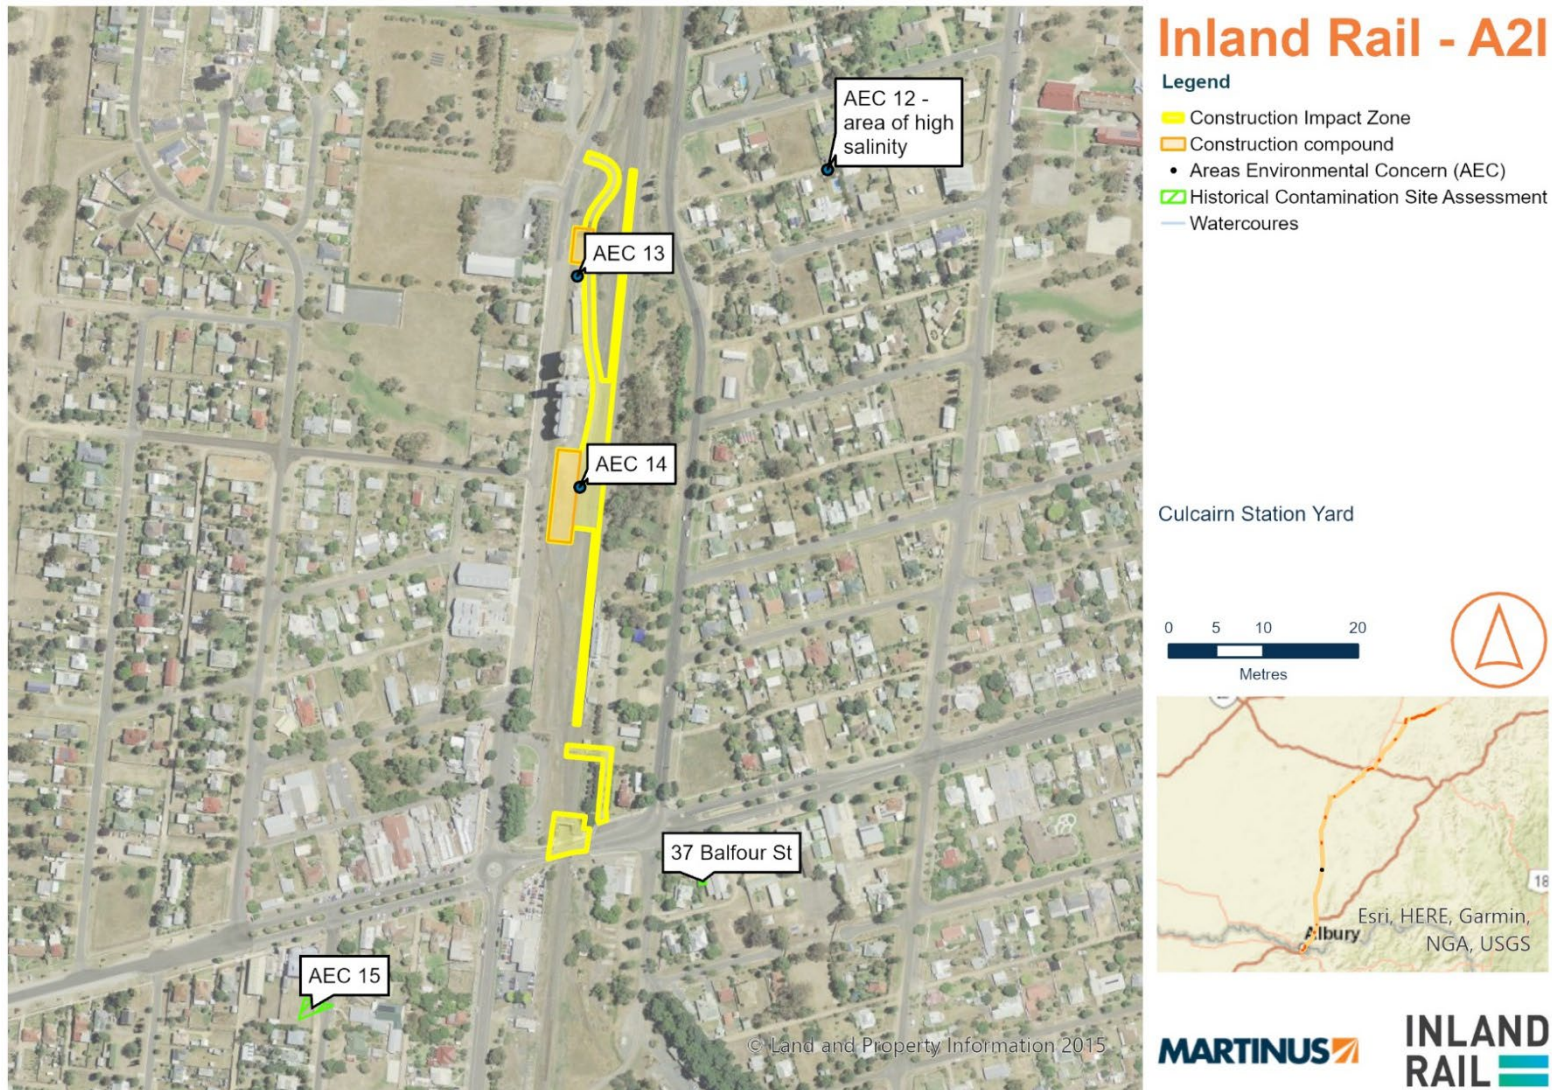 Inland Rail - A2I
Legend
Construction Impact Zone
Construction compound
Areas Environmental Concern (AEC)
Historical Contamination Site Assessment
Watercoures
AEC 12 -
area of high
salinity
AEC 13
AEC 14
37 Balfour St
AEC 15
© Land and Property Information 2015
Culcairn Station Yard
0 5 10 20
Metres
18
Albury
Esri, HERE, Garmin,
NGA, USGS
MARTINUS
INLAND
RAIL